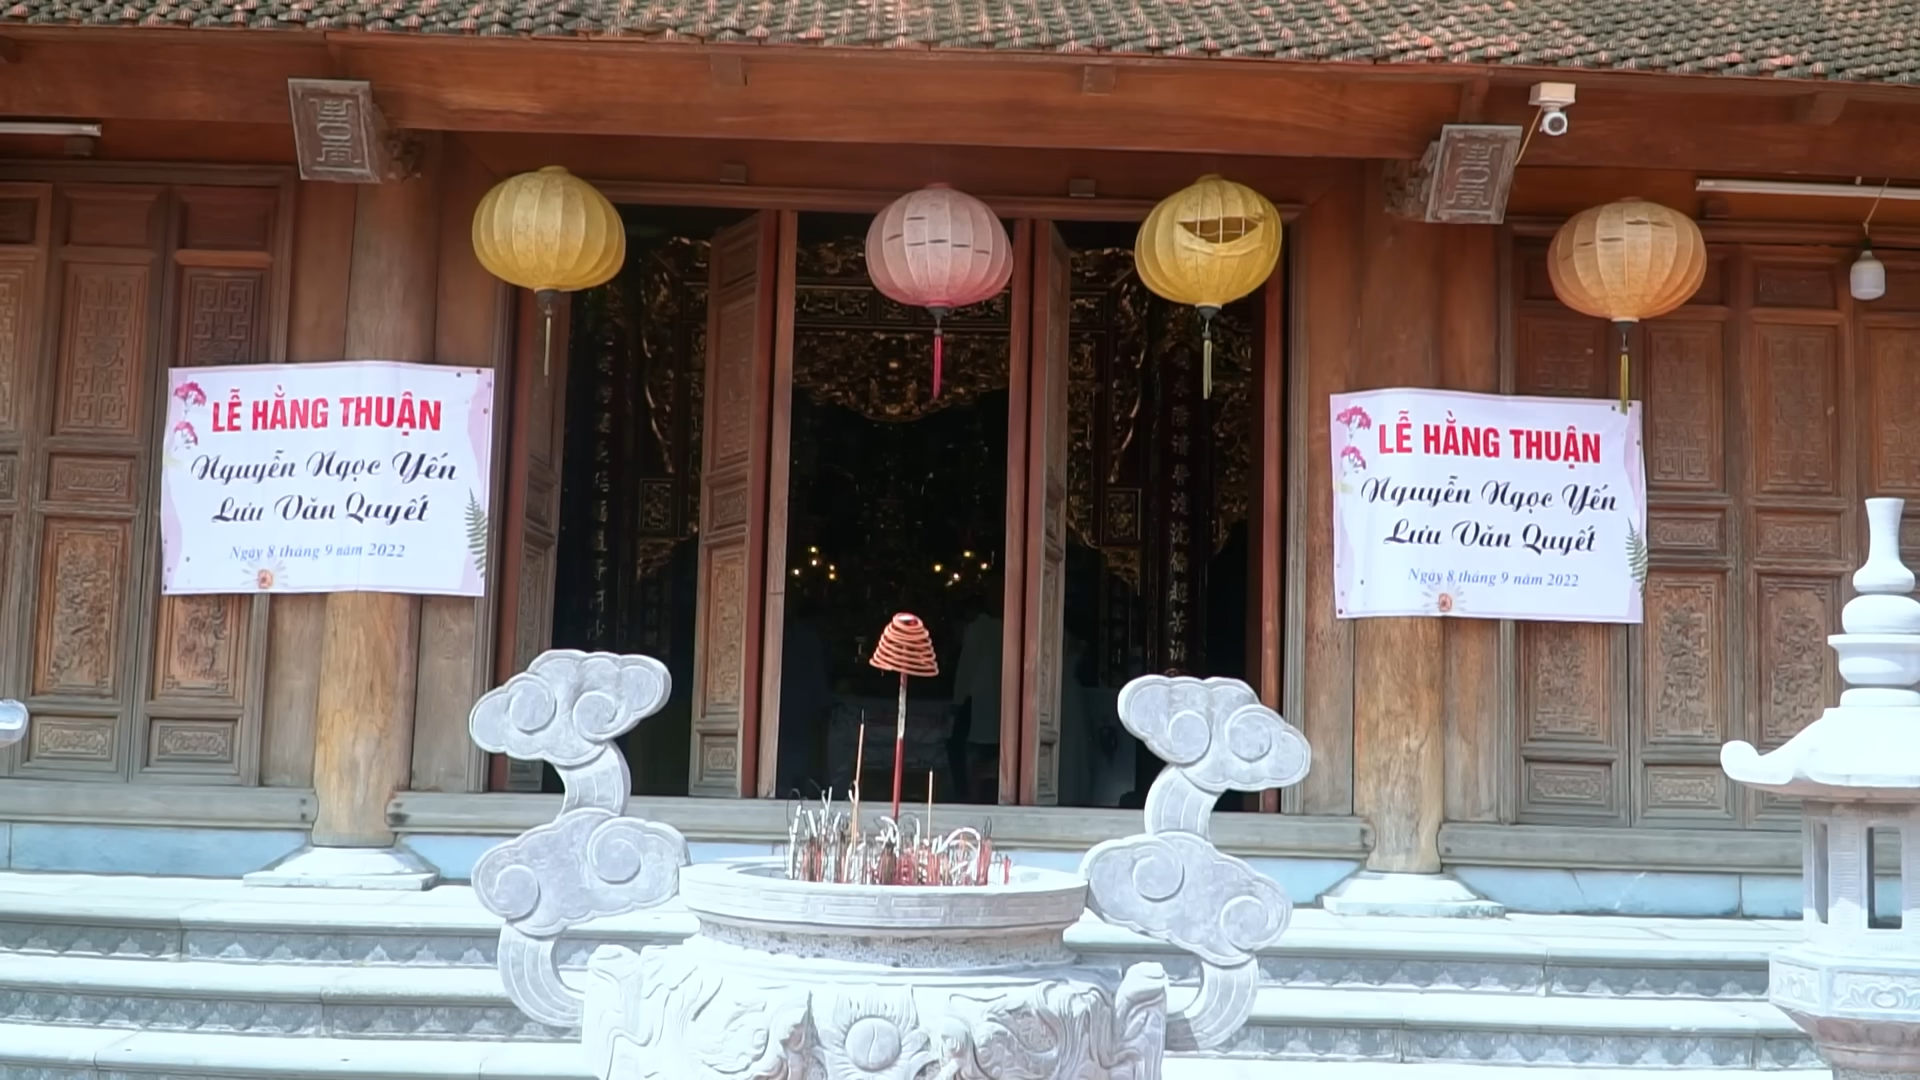 LỄ HẰNG THUẬN
Nguyễn Ngọc Yến
Lưu Văn Quyết
Ngày 8 tháng 9 năm 2022
LỄ HẰNG THUẬN
Nguyễn Ngọc Yến
Lưu Văn Quyết
Ngày 8 tháng 9 năm 2022